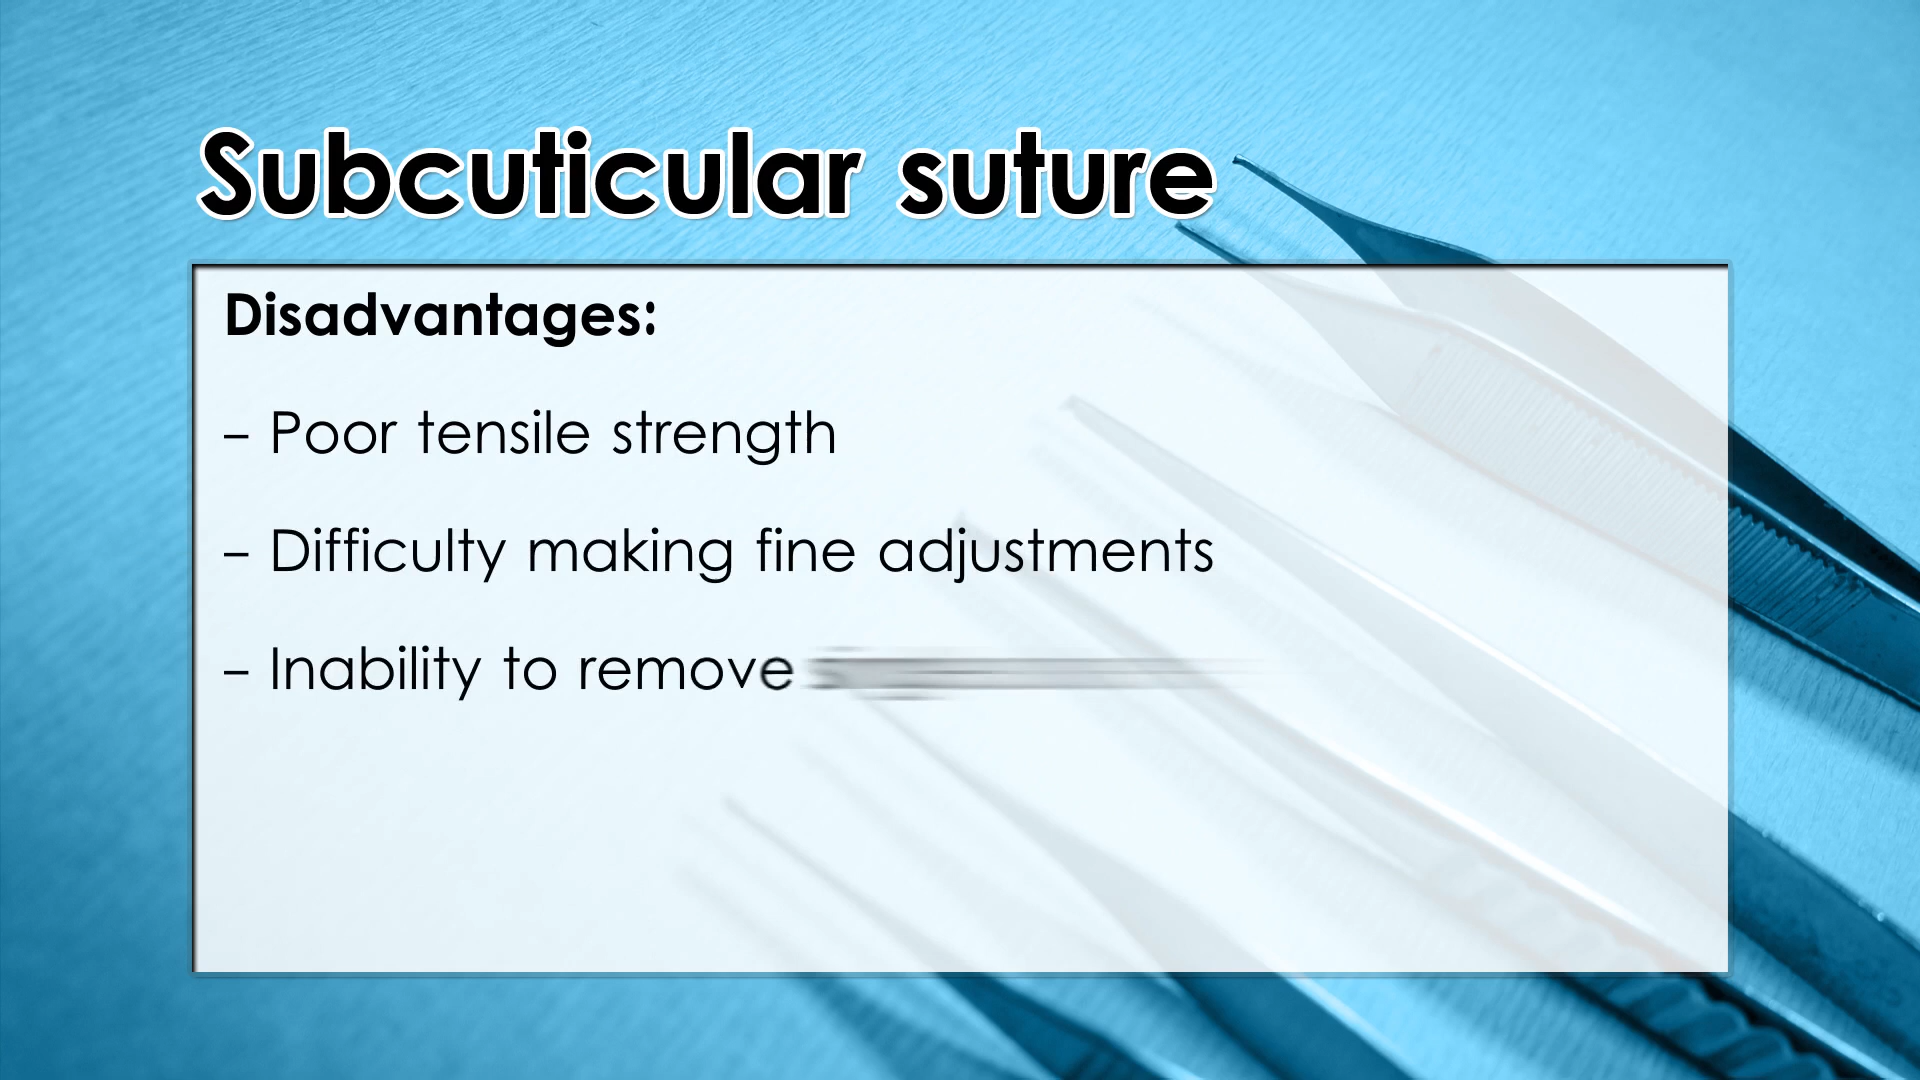 Subcuticular suture
Disadvantages:
– Poor tensile strength
– Difficulty making fine adjustments
– Inability to remove